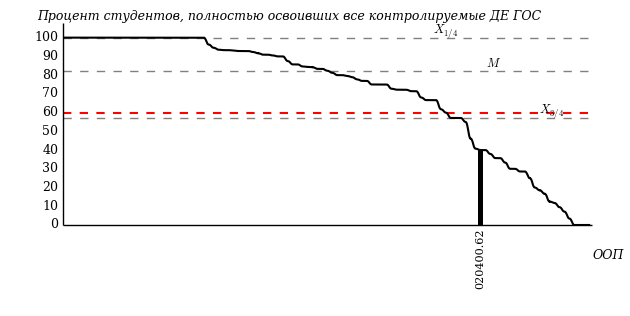 Процент студентов, полностью освоивших все контролируемые ДЕ ГОС
X1/4
100
90
M
80
70
X3/4
60
50
40
30
20
10
0
020400.62
ООП